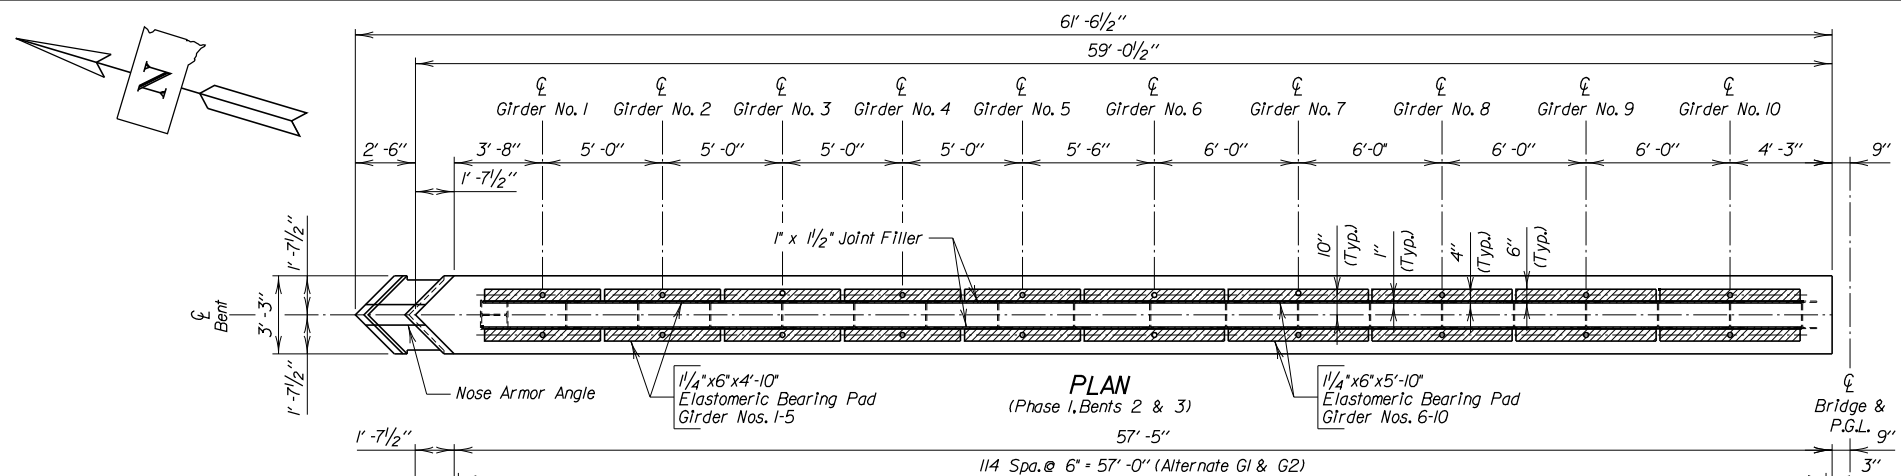 61'-6½"
59'-0½"
N
℄ ℄ ℄ ℄ ℄ ℄ ℄ ℄ ℄ ℄
Girder No. 1 Girder No. 2 Girder No. 3 Girder No. 4 Girder No. 5 Girder No. 6 Girder No. 7 Girder No. 8 Girder No. 9 Girder No. 10
2'-6" 3'-8" 5'-0" 5'-0" 5'-0" 5'-0" 5'-6" 6'-0" 6'-0" 6'-0" 6'-0" 4'-3" 9"
1'-7½"
1'-7½"
1" x 1½" Joint Filler
10" (Typ.)
1" (Typ.)
4" (Typ.)
6" (Typ.)
℄ Bent
3'-3"
1'-7½"
Nose Armor Angle
1¼"x6"x4'-10"
Elastomeric Bearing Pad
Girder Nos. 1-5
PLAN
(Phase 1, Bents 2 & 3)
1¼"x6"x5'-10"
Elastomeric Bearing Pad
Girder Nos. 6-10
℄
Bridge &
P.G.L.
1'-7½" 57'-5" 9"
114 Spa. @ 6" = 57'-0" (Alternate G1 & G2) 3"